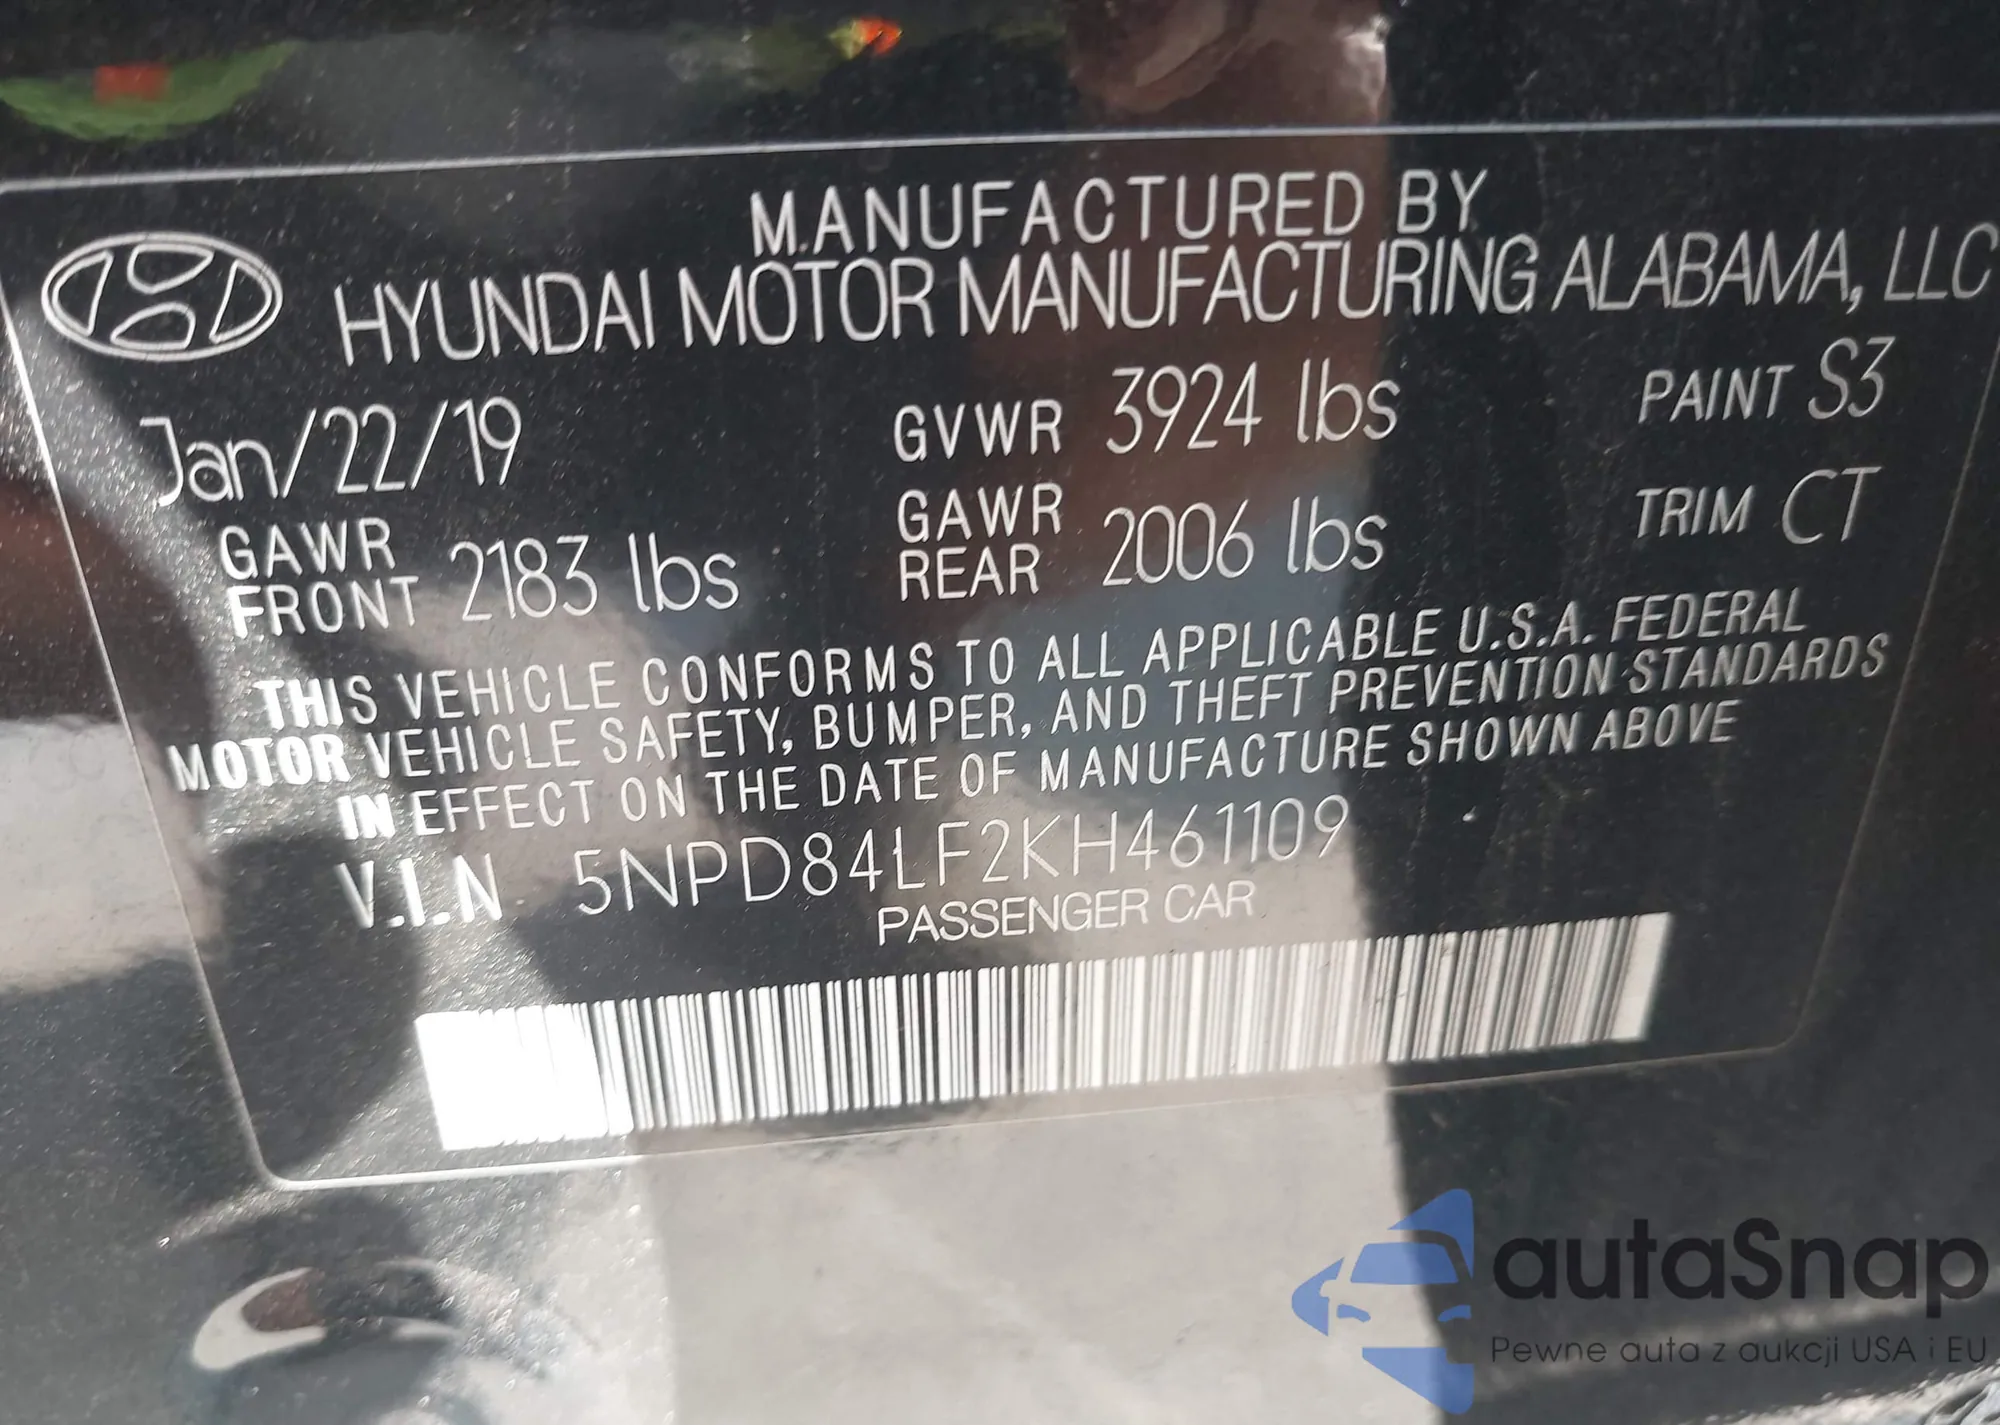 MANUFACTURED BY
HYUNDAI MOTOR MANUFACTURING ALABAMA, LLC
Jan/22/19 GVWR 3924 lbs PAINT S3
GAWR FRONT 2183 lbs GAWR REAR 2006 lbs TRIM CT
THIS VEHICLE CONFORMS TO ALL APPLICABLE U.S.A. FEDERAL
MOTOR VEHICLE SAFETY, BUMPER, AND THEFT PREVENTION STANDARDS
IN EFFECT ON THE DATE OF MANUFACTURE SHOWN ABOVE
V.I.N 5NPD84LF2KH461109
PASSENGER CAR
autaSnap
Pewne auta z aukcji USA i EU